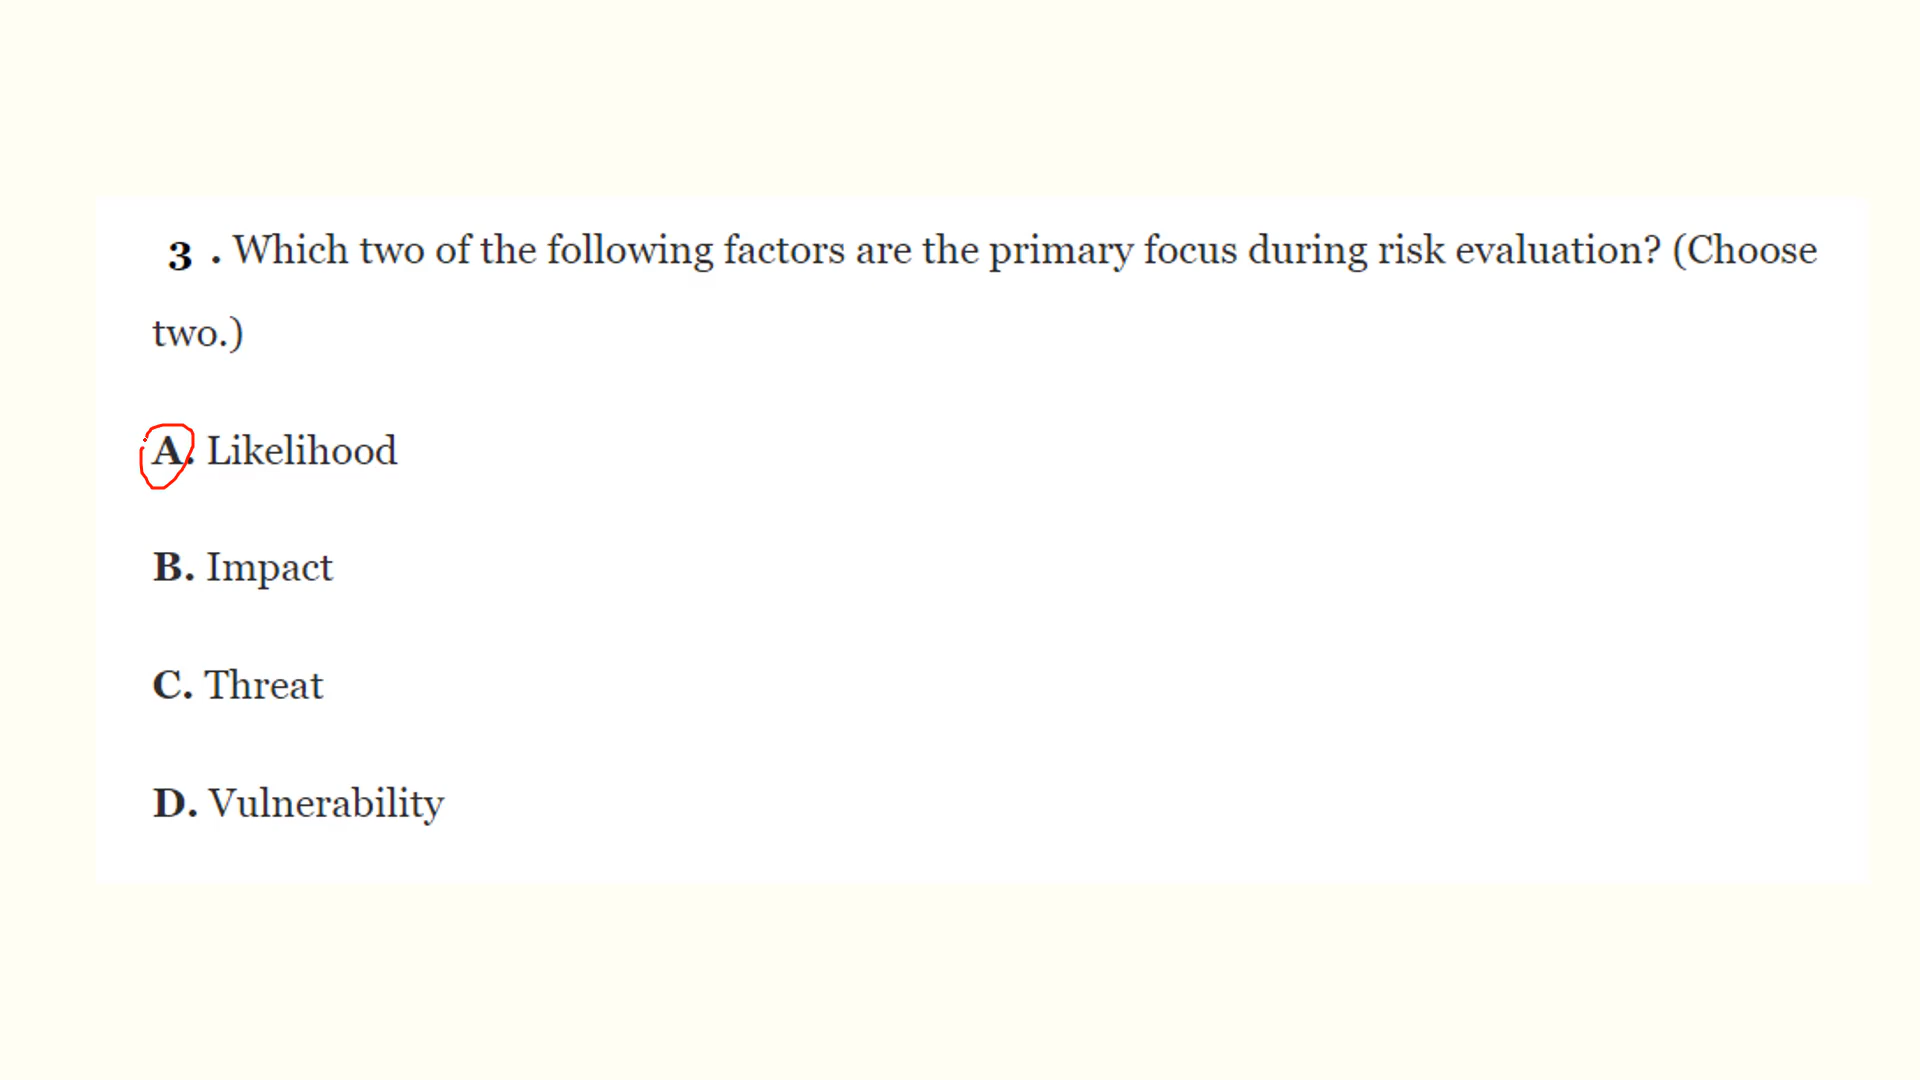 3 . Which two of the following factors are the primary focus during risk evaluation? (Choose
two.)
A. Likelihood
B. Impact
C. Threat
D. Vulnerability